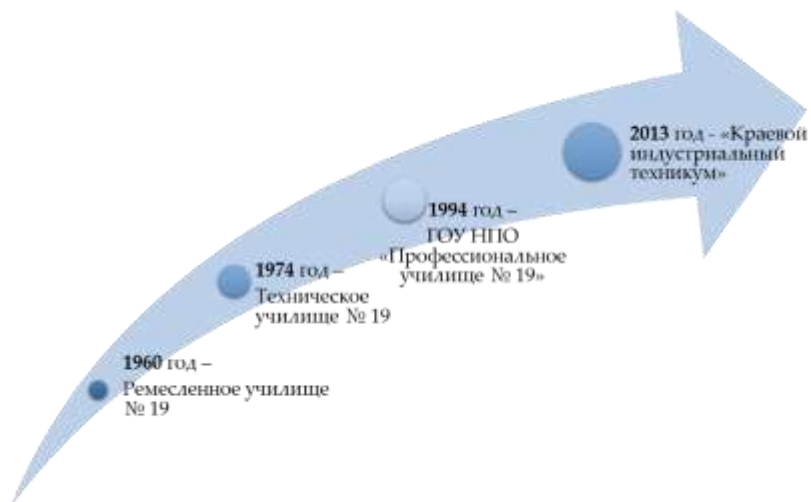 1960 год –
Ремесленное училище
№ 19
1974 год –
Техническое
училище № 19
1994 год –
ГОУ НПО
«Профессиональное
училище № 19»
2013 год - «Краевой
индустриальный
техникум»